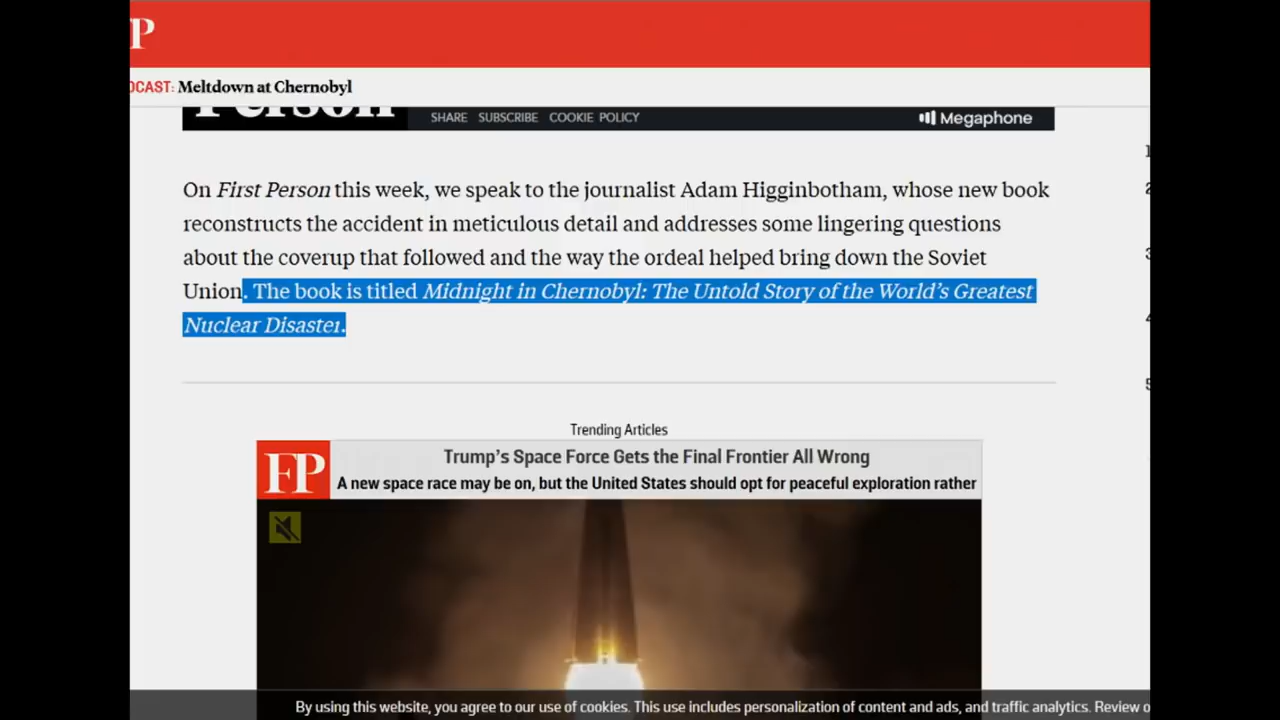 P
DCAST: Meltdown at Chernobyl
Person
SHARE SUBSCRIBE COOKIE POLICY
Megaphone
On First Person this week, we speak to the journalist Adam Higginbotham, whose new book
reconstructs the accident in meticulous detail and addresses some lingering questions
about the coverup that followed and the way the ordeal helped bring down the Soviet
Union. The book is titled Midnight in Chernobyl: The Untold Story of the World’s Greatest
Nuclear Disaster.
2
3
4
5
Trending Articles
FP
Trump’s Space Force Gets the Final Frontier All Wrong
A new space race may be on, but the United States should opt for peaceful exploration rather
By using this website, you agree to our use of cookies. This use includes personalization of content and ads, and traffic analytics. Review o